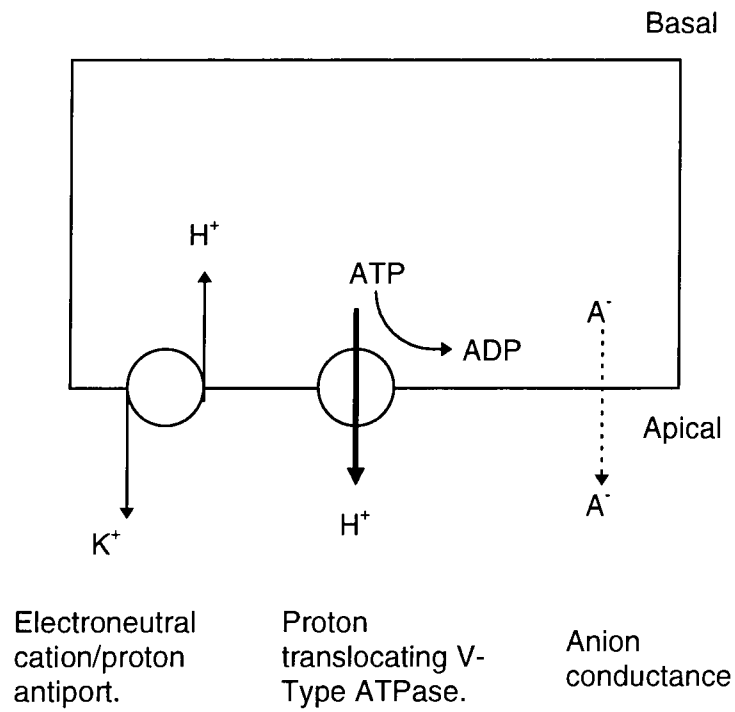 Basal
H⁺
ATP
A⁻
ADP
Apical
A⁻
H⁺
K⁺
Electroneutral
cation/proton
antiport.
Proton
translocating V-
Type ATPase.
Anion
conductance